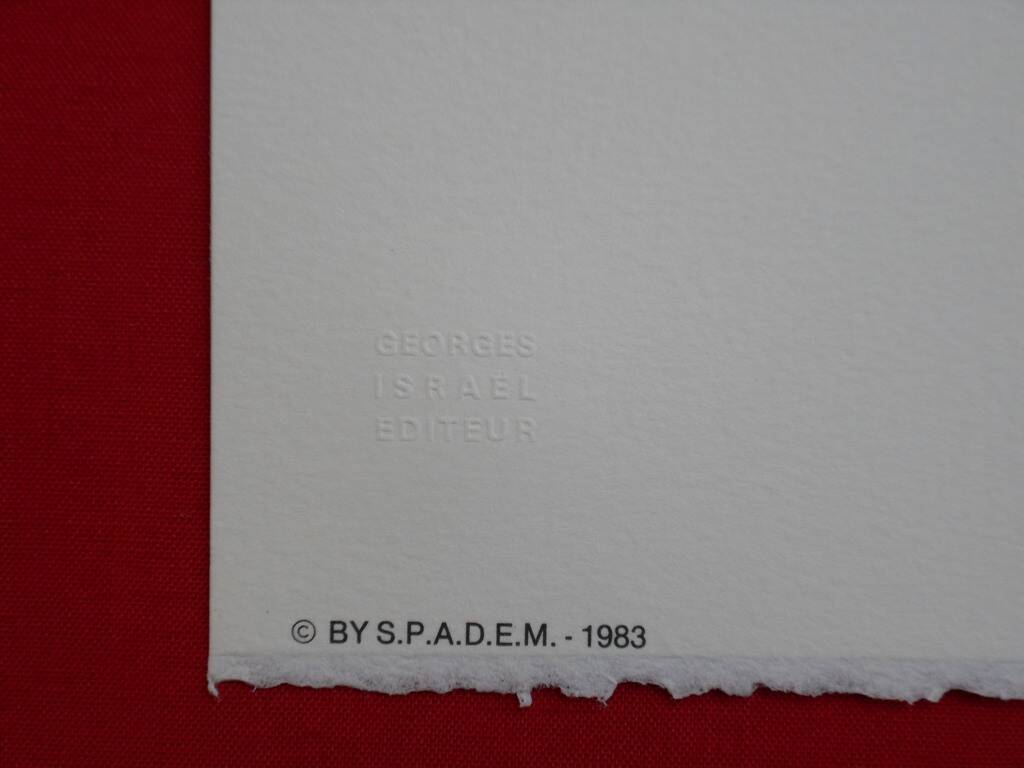 GEORGES
ISRAËL
EDITEUR
© BY S.P.A.D.E.M. - 1983